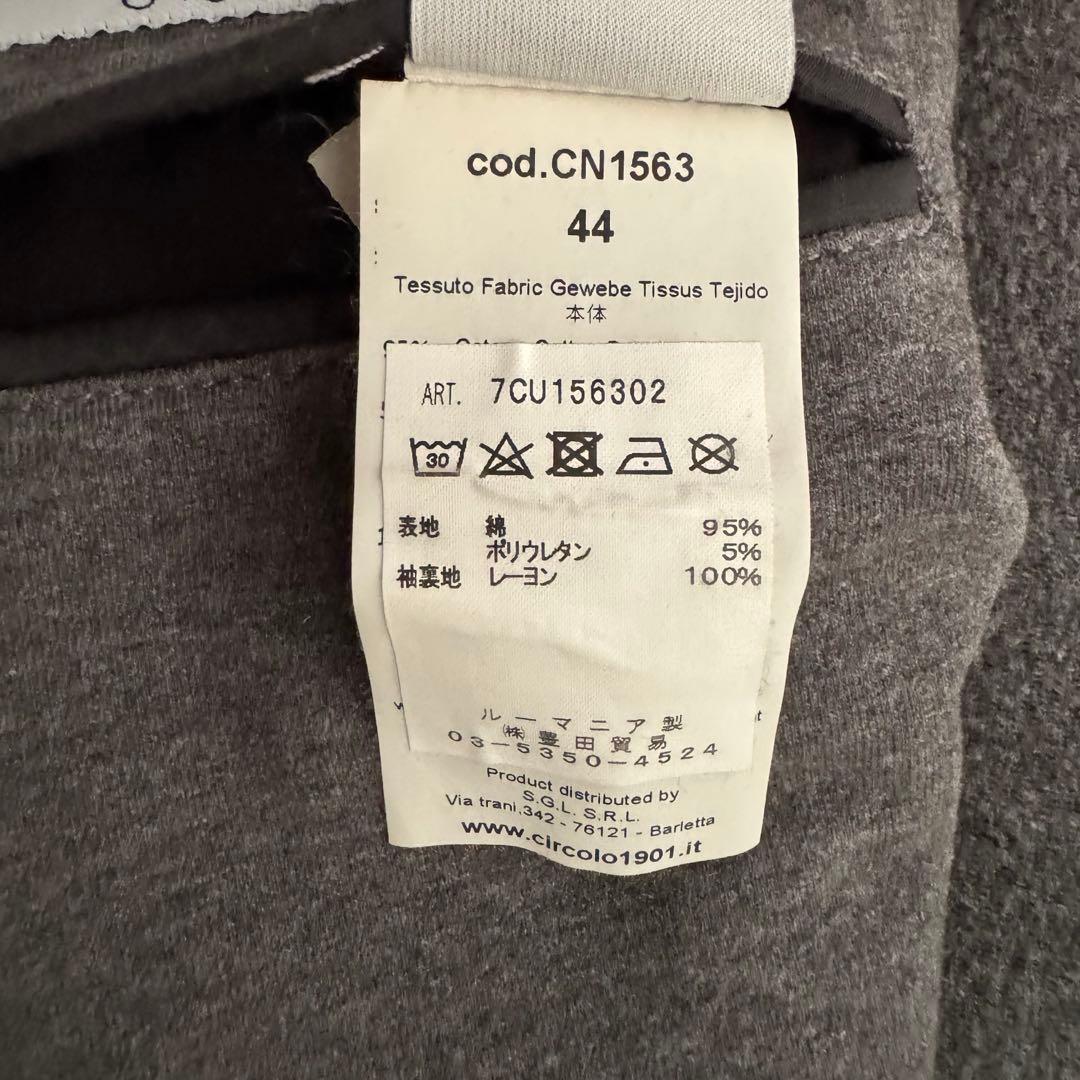 cod.CN1563
44
Tessuto Fabric Gewebe Tissus Tejido
本体
ART. 7CU156302
30
表地 綿 95%
ポリウレタン 5%
袖裏地 レーヨン 100%
ルーマニア製
㈱豊田貿易
03-5350-4524
Product distributed by
S.G.L. S.R.L.
Via trani,342 - 76121 - Barletta
www.circolo1901.it